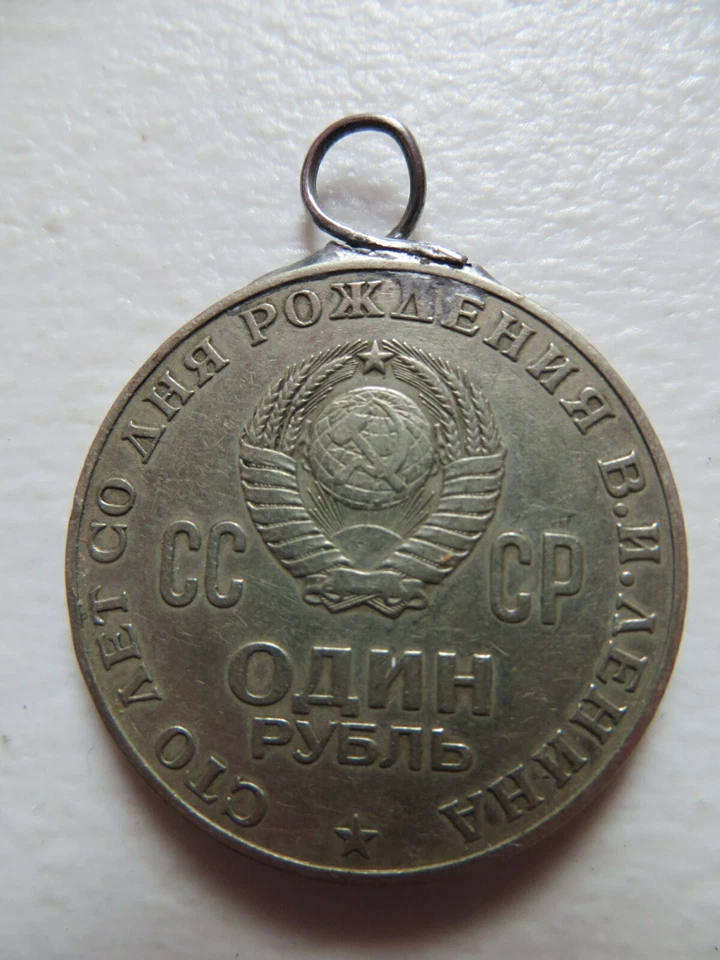 СТО ЛЕТ СО ДНЯ РОЖДЕНИЯ В.И.ЛЕНИНА
СС СР
ОДИН
РУБЛЬ